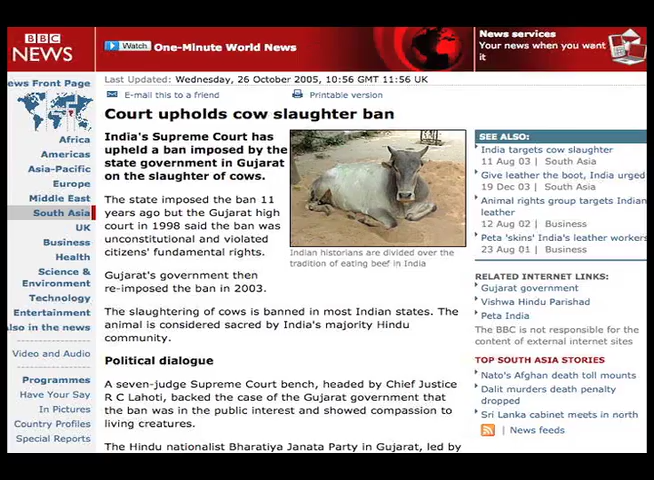 BBC
NEWS
Watch One-Minute World News
News services
Your news when you want
it
ews Front Page
Africa
Americas
Asia-Pacific
Europe
Middle East
South Asia
UK
Business
Health
Science &
Environment
Technology
Entertainment
lso in the news
Video and Audio
Programmes
Have Your Say
In Pictures
Country Profiles
Special Reports
Last Updated: Wednesday, 26 October 2005, 10:56 GMT 11:56 UK
E-mail this to a friend
Printable version
Court upholds cow slaughter ban
India's Supreme Court has
upheld a ban imposed by the
state government in Gujarat
on the slaughter of cows.
The state imposed the ban 11
years ago but the Gujarat high
court in 1998 said the ban was
unconstitutional and violated
citizens' fundamental rights.
Gujarat's government then
re-imposed the ban in 2003.
Indian historians are divided over the
tradition of eating beef in India
The slaughtering of cows is banned in most Indian states. The
animal is considered sacred by India's majority Hindu
community.
Political dialogue
A seven-judge Supreme Court bench, headed by Chief Justice
R C Lahoti, backed the case of the Gujarat government that
the ban was in the public interest and showed compassion to
living creatures.
The Hindu nationalist Bharatiya Janata Party in Gujarat, led by
SEE ALSO:
India targets cow slaughter
11 Aug 03 | South Asia
Give leather the boot, India urged
19 Dec 03 | South Asia
Animal rights group targets Indian
leather
12 | Business
Peta 'skins' India's leather workers
23 Aug 01 | Business
RELATED INTERNET LINKS:
Gujarat government
Vishwa Hindu Parishad
Peta India
The BBC is not responsible for the
content of external internet sites
TOP SOUTH ASIA STORIES
Nato's Afghan death toll mounts
Dalit murders death penalty
dropped
Sri Lanka cabinet meets in north
News feeds